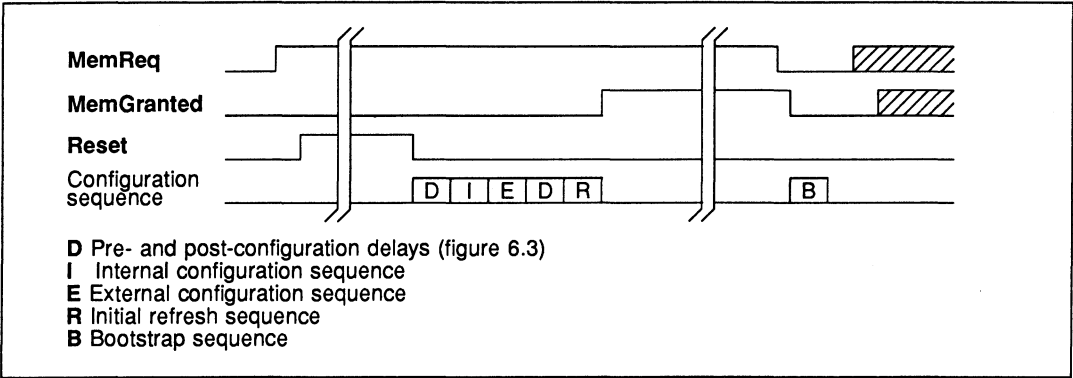 MemReq
MemGranted
Reset
Configuration
sequence
D I E D R B
D Pre- and post-configuration delays (figure 6.3)
I Internal configuration sequence
E External configuration sequence
R Initial refresh sequence
B Bootstrap sequence